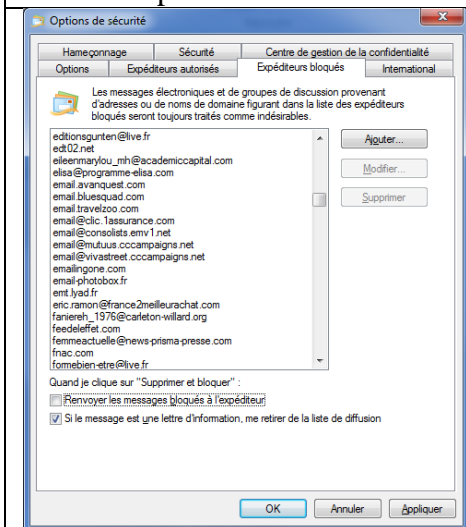 Options de sécurité
Hameçonnage Sécurité Centre de gestion de la confidentialité
Options Expéditeurs autorisés Expéditeurs bloqués International
Les messages électroniques et de groupes de discussion provenant
d'adresses ou de noms de domaine figurant dans la liste des expéditeurs
bloqués seront toujours traités comme indésirables.
editionsgunten@live.fr
edt02.net
eileenmarylou_mh@academiccapital.com
elisa@programme-elisa.com
email.avanquest.com
email.bluesquad.com
email.travelzoo.com
email@clic.1assurance.com
email@consolists.emv1.net
email@mutuus.cccampaigns.net
email@vivastreet.cccampaigns.net
emailingone.com
email-photobox.fr
emt.lyad.fr
eric.ramon@france2meilleurachat.com
faniereh_1976@carleton-willard.org
feedeleffet.com
femmeactuelle@news-prisma-presse.com
fnac.com
formebien-etre@live.fr
Ajouter...
Modifier...
Supprimer
Quand je clique sur "Supprimer et bloquer" :
Renvoyer les messages bloqués à l'expéditeur
Si le message est une lettre d'information, me retirer de la liste de diffusion
OK Annuler Appliquer